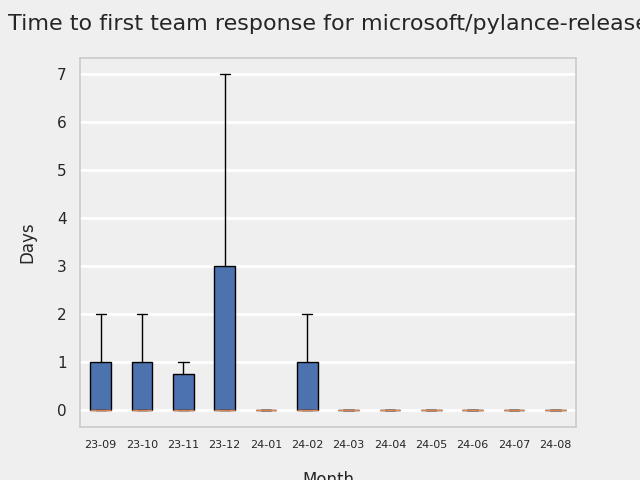 Time to first team response for microsoft/pylance-release
7
6
5
4
3
2
1
0
Days
23-09 23-10 23-11 23-12 24-01 24-02 24-03 24-04 24-05 24-06 24-07 24-08
Month